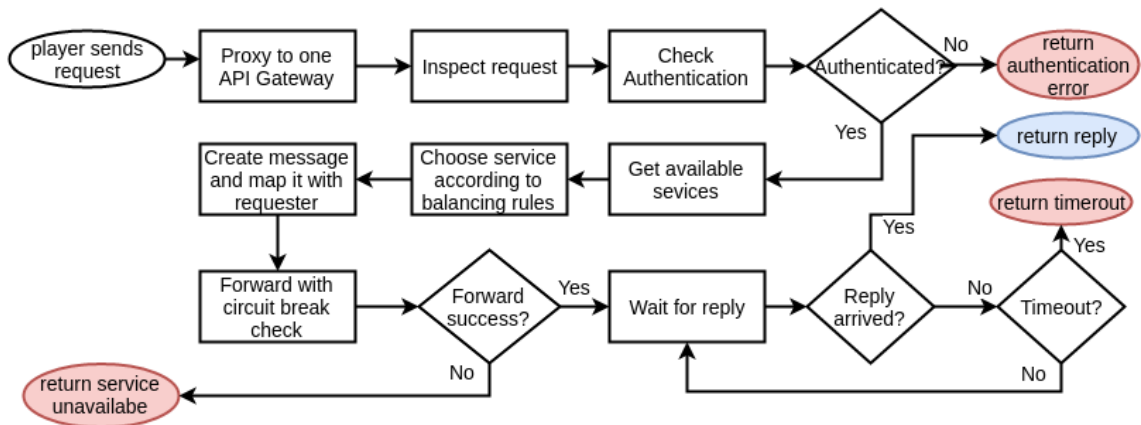 player sends
request
Proxy to one
API Gateway
Inspect request
Check
Authentication
Authenticated?
No
return
authentication
error
Yes
return reply
Create message
and map it with
requester
Choose service
according to
balancing rules
Get available
sevices
return timerout
Yes
Yes
Forward with
circuit break
check
Forward
success?
Yes
Wait for reply
Reply
arrived?
No
Timeout?
No
No
return service
unavailabe